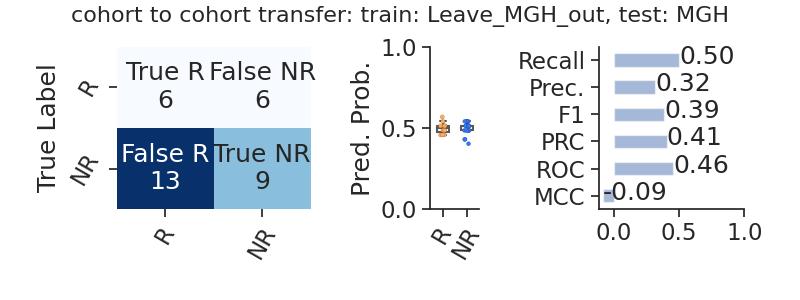 cohort to cohort transfer: train: Leave_MGH_out, test: MGH
True Label
R
NR
True R
6
False NR
6
False R
13
True NR
9
R
NR
Pred. Prob.
1.0
0.5
0.0
R
NR
Recall
0.50
Prec.
0.32
F1
0.39
PRC
0.41
ROC
0.46
MCC
-0.09
0.0
0.5
1.0